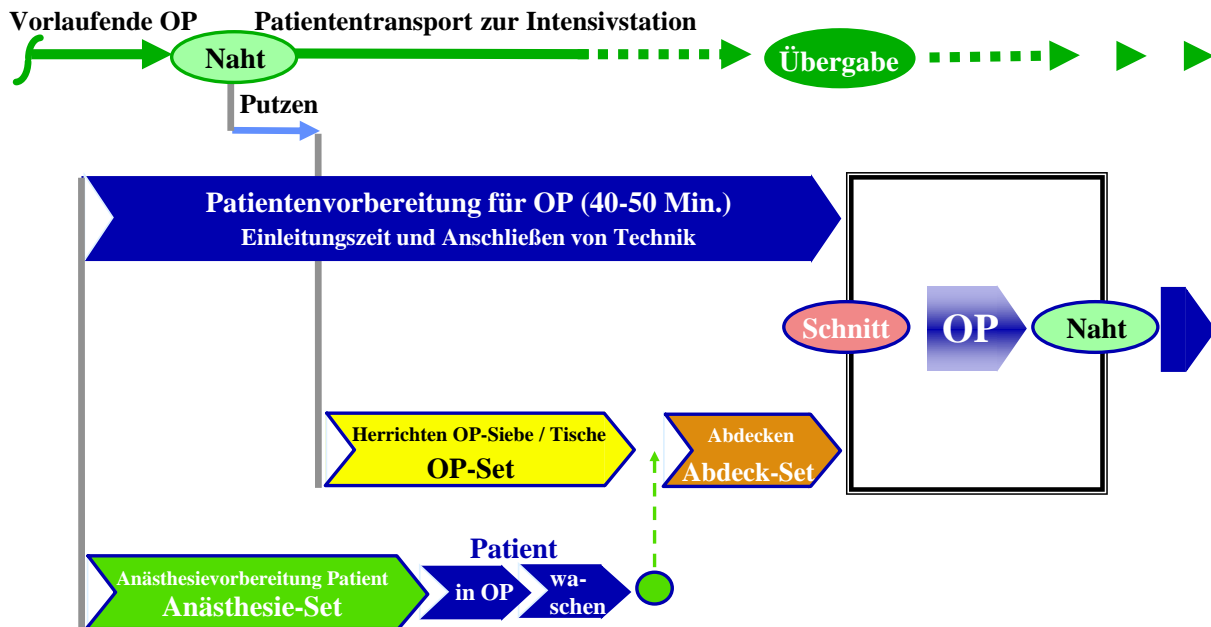 Vorlaufende OP
Patiententransport zur Intensivstation
Naht
Übergabe
Putzen
Patientenvorbereitung für OP (40-50 Min.)
Einleitungszeit und Anschließen von Technik
Schnitt
OP
Naht
Herrichten OP-Siebe / Tische
OP-Set
Abdecken
Abdeck-Set
Patient
Anästhesievorbereitung Patient
Anästhesie-Set
in OP
wa-
schen